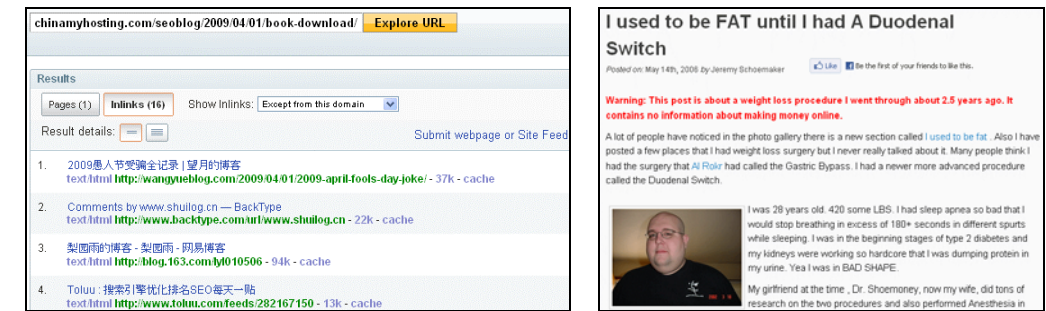 chinamyhosting.com/seoblog/2009/04/01/book-download/ Explore URL
Results
Pages (1) Inlinks (16) Show Inlinks: Except from this domain
Result details: Submit webpage or Site Feed
1. 2009愚人节受骗全记录 | 望月的博客
text/html http://wangyueblog.com/2009/04/01/2009-april-fools-day-joke/ - 37k - cache
2. Comments by www.shuilog.cn — BackType
text/html http://www.backtype.com/url/www.shuilog.cn - 22k - cache
3. 梨园雨的博客 - 梨园雨 - 网易博客
text/html http://blog.163.com/lyl010506 - 94k - cache
4. Toluu : 搜索引擎优化排名SEO每天一贴
text/html http://www.toluu.com/feeds/282167150 - 13k - cache
I used to be FAT until I had A Duodenal
Switch
Posted on: May 14th, 2006 by Jeremy Schoemaker Like Be the first of your friends to like this.
Warning: This post is about a weight loss procedure I went through about 2.5 years ago. It
contains no information about making money online.
A lot of people have noticed in the photo gallery there is a new section called I used to be fat . Also I have
posted a few places that I had weight loss surgery but I never really talked about it. Many people think I
had the surgery that Al Rokr had called the Gastric Bypass. I had a newer more advanced procedure
called the Duodenal Switch.
I was 28 years old. 420 some LBS. I had sleep apnea so bad that I
would stop breathing in excess of 180+ seconds in different spurts
while sleeping. I was in the beginning stages of type 2 diabetes and
my kidneys were working so hardcore that I was dumping protein in
my urine. Yea I was in BAD SHAPE.
My girlfriend at the time , Dr. Shoemoney, now my wife, did tons of
research on the two procedures and also performed Anesthesia in